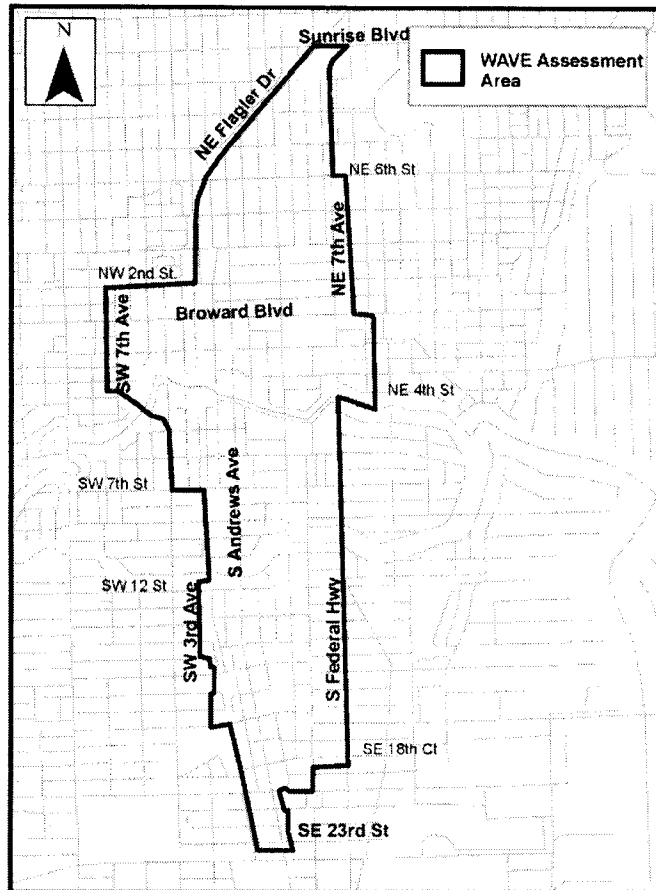 N
Sunrise Blvd
WAVE Assessment
Area
NE Flagler Dr
NE 6th St
NE 7th Ave
NW 2nd St.
Broward Blvd
SW 7th Ave
NE 4th St
S Andrews Ave
SW 7th St
SW 12 St
SW 3rd Ave
S Federal Hwy
SE 18th Ct
SE 23rd St